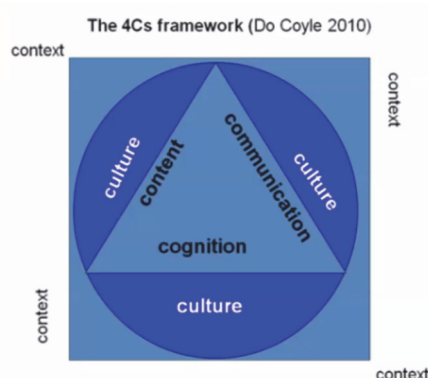 The 4Cs framework (Do Coyle 2010)
context
context
culture
content
communication
culture
cognition
culture
context
context